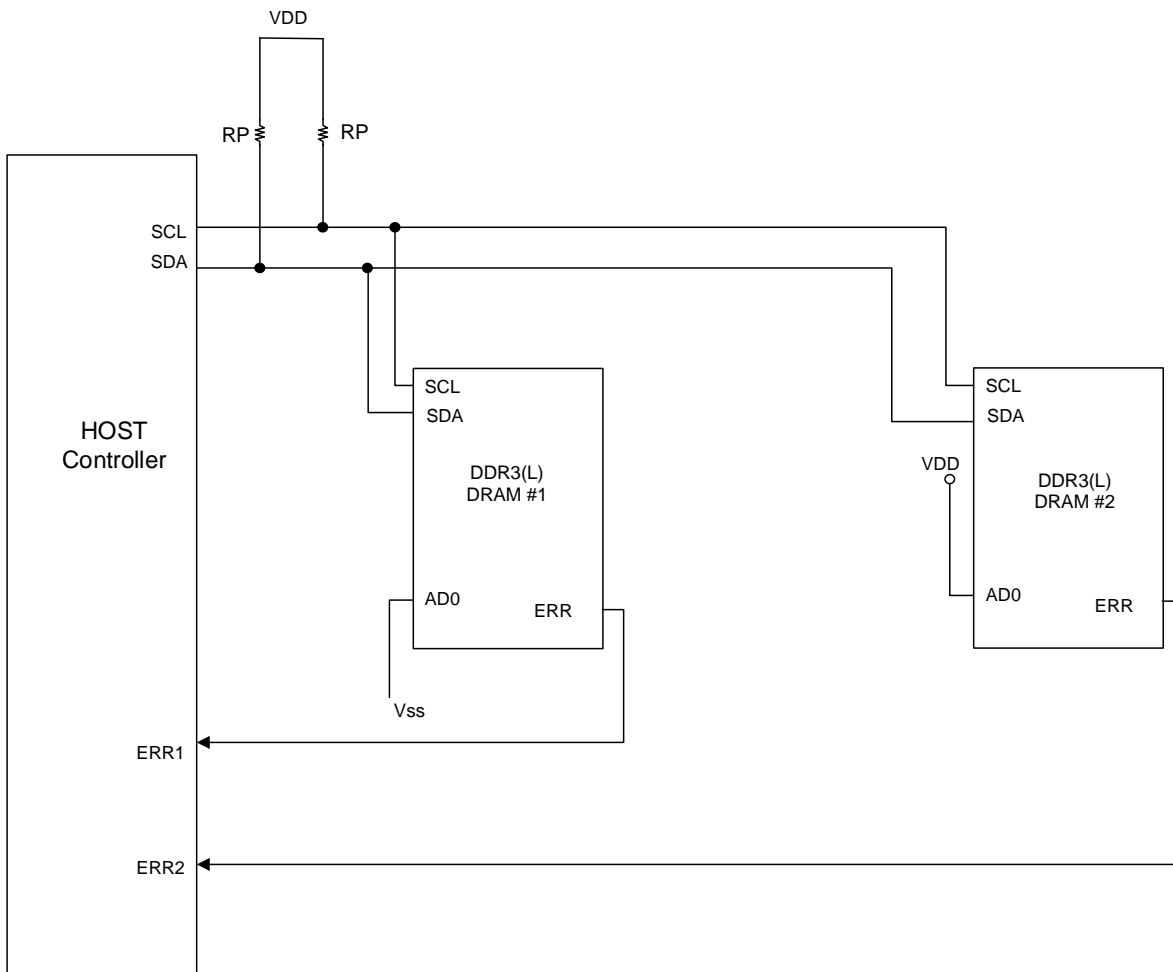 VDD
RP
RP
SCL
SDA
HOST
Controller
ERR1
ERR2
SCL
SDA
DDR3(L)
DRAM #1
AD0
ERR
Vss
SCL
SDA
VDD
DDR3(L)
DRAM #2
AD0
ERR